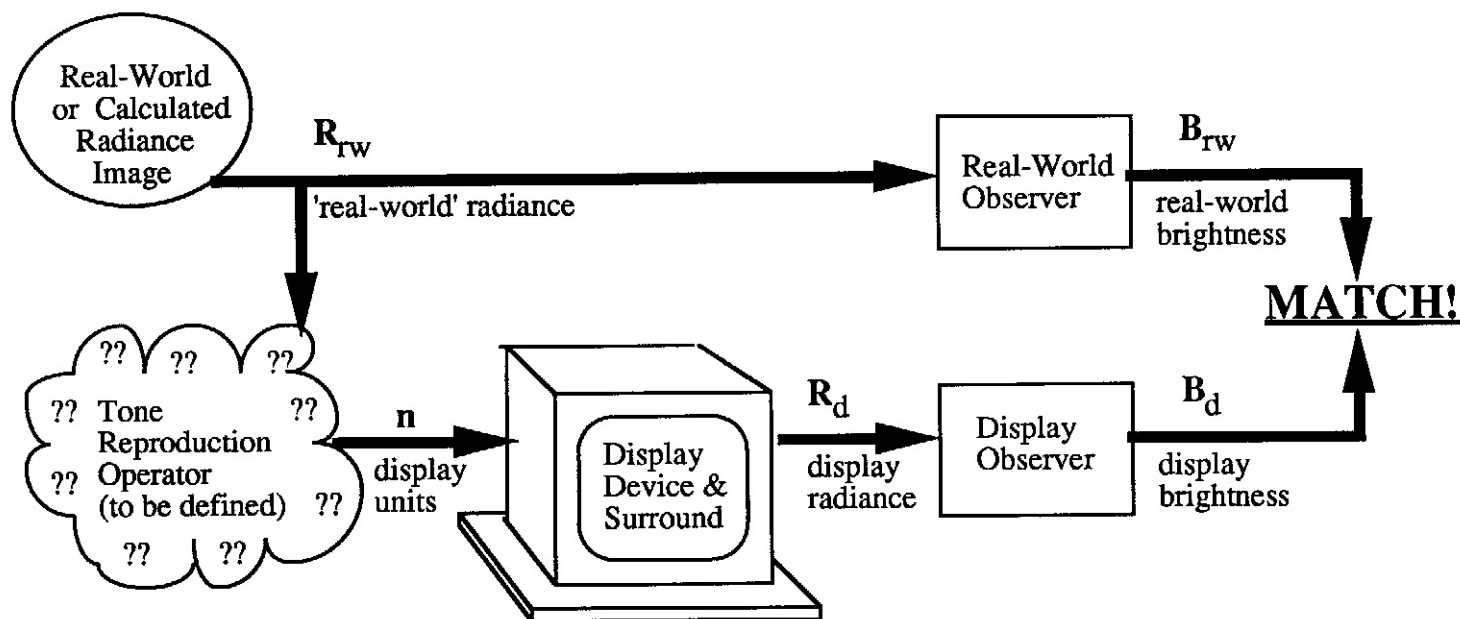 Real-World
or Calculated
Radiance
Image
R_rw
'real-world' radiance
Real-World
Observer
B_rw
real-world
brightness
MATCH!
?? ?? ??
?? ??
Tone
Reproduction
Operator
(to be defined)
?? ??
?? ??
n
display
units
Display
Device &
Surround
R_d
display
radiance
Display
Observer
B_d
display
brightness